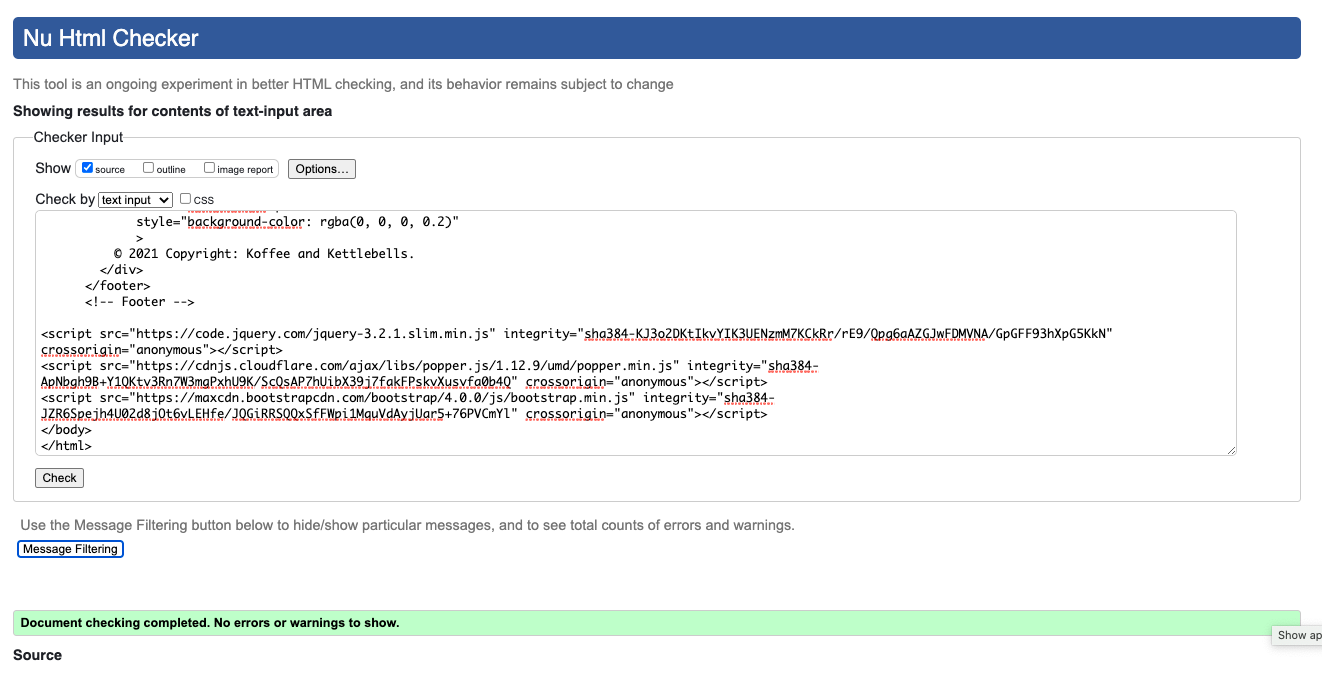 Nu Html Checker
This tool is an ongoing experiment in better HTML checking, and its behavior remains subject to change
Showing results for contents of text-input area
Checker Input
Show source outline image report Options...
Check by text input css
style="background-color: rgba(0, 0, 0, 0.2)"
>
© 2021 Copyright: Koffee and Kettlebells.
</div>
</footer>
<!-- Footer -->
<script src="https://code.jquery.com/jquery-3.2.1.slim.min.js" integrity="sha384-KJ3o2DKtIkvYIK3UENzmM7KCkRr/rE9/Qpg6aAZGJwFDMVNA/GpGFF93hXpG5KkN"
crossorigin="anonymous"></script>
<script src="https://cdnjs.cloudflare.com/ajax/libs/popper.js/1.12.9/umd/popper.min.js" integrity="sha384-
ApNbgh9B+Y1QKtv3Rn7W3mgPxhU9K/ScQsAP7hUibX39j7fakFPskvXusvfa0b4Q" crossorigin="anonymous"></script>
<script src="https://maxcdn.bootstrapcdn.com/bootstrap/4.0.0/js/bootstrap.min.js" integrity="sha384-
JZR6Spejh4U02d8jOt6vLEHfe/JQGiRRSQQxSfFWpi1MquVdAyjUar5+76PVCmYl" crossorigin="anonymous"></script>
</body>
</html>
Check
Use the Message Filtering button below to hide/show particular messages, and to see total counts of errors and warnings.
Message Filtering
Document checking completed. No errors or warnings to show.
Show ap
Source